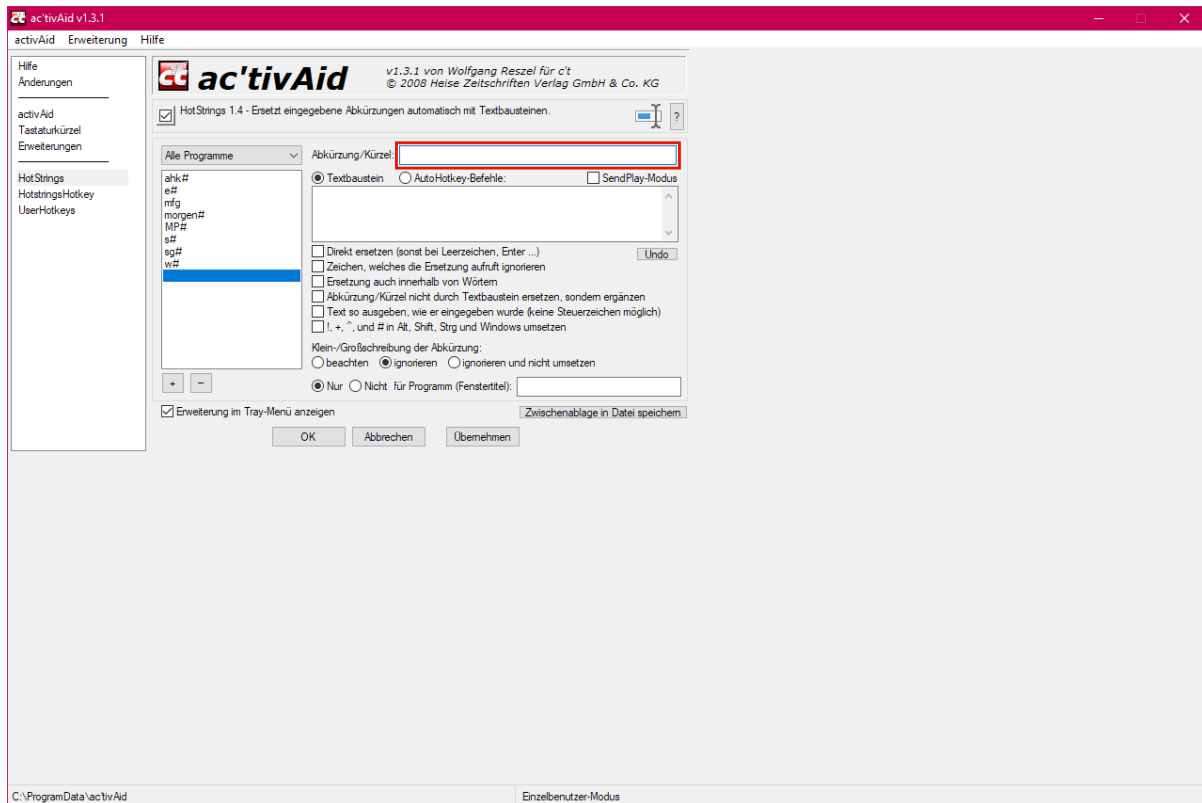 ac'tivAid v1.3.1
activAid Erweiterung Hilfe
Hilfe
Änderungen
activAid
Tastaturkürzel
Erweiterungen
HotStrings
HotstringsHotkey
UserHotkeys
c't ac'tivAid
v1.3.1 von Wolfgang Reszel für c't
© 2008 Heise Zeitschriften Verlag GmbH & Co. KG
HotStrings 1.4 - Ersetzt eingegebene Abkürzungen automatisch mit Textbausteinen.
?
Alle Programme
ahk#
e#
mfg
morgen#
MP#
s#
sg#
w#
+ −
Abkürzung/Kürzel:
Textbaustein AutoHotkey-Befehle: SendPlay-Modus
Direkt ersetzen (sonst bei Leerzeichen, Enter ...) Undo
Zeichen, welches die Ersetzung aufruft ignorieren
Ersetzung auch innerhalb von Wörtern
Abkürzung/Kürzel nicht durch Textbaustein ersetzen, sondern ergänzen
Text so ausgeben, wie er eingegeben wurde (keine Steuerzeichen möglich)
!, +, ^, und # in Alt, Shift, Strg und Windows umsetzen
Klein-/Großschreibung der Abkürzung:
beachten ignorieren ignorieren und nicht umsetzen
Nur Nicht für Programm (Fenstertitel):
Erweiterung im Tray-Menü anzeigen Zwischenablage in Datei speichern
OK Abbrechen Übernehmen
C:\ProgramData\ac'tivAid Einzelbenutzer-Modus